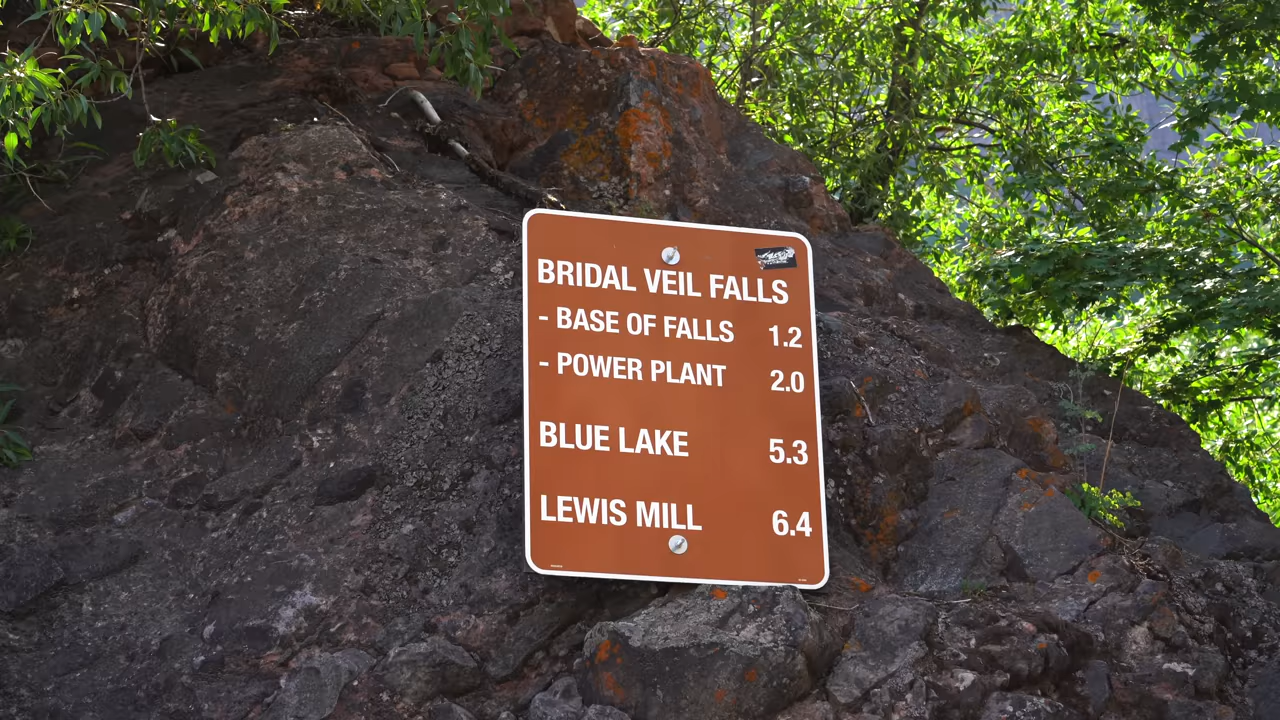 BRIDAL VEIL FALLS
- BASE OF FALLS 1.2
- POWER PLANT 2.0
BLUE LAKE 5.3
LEWIS MILL 6.4